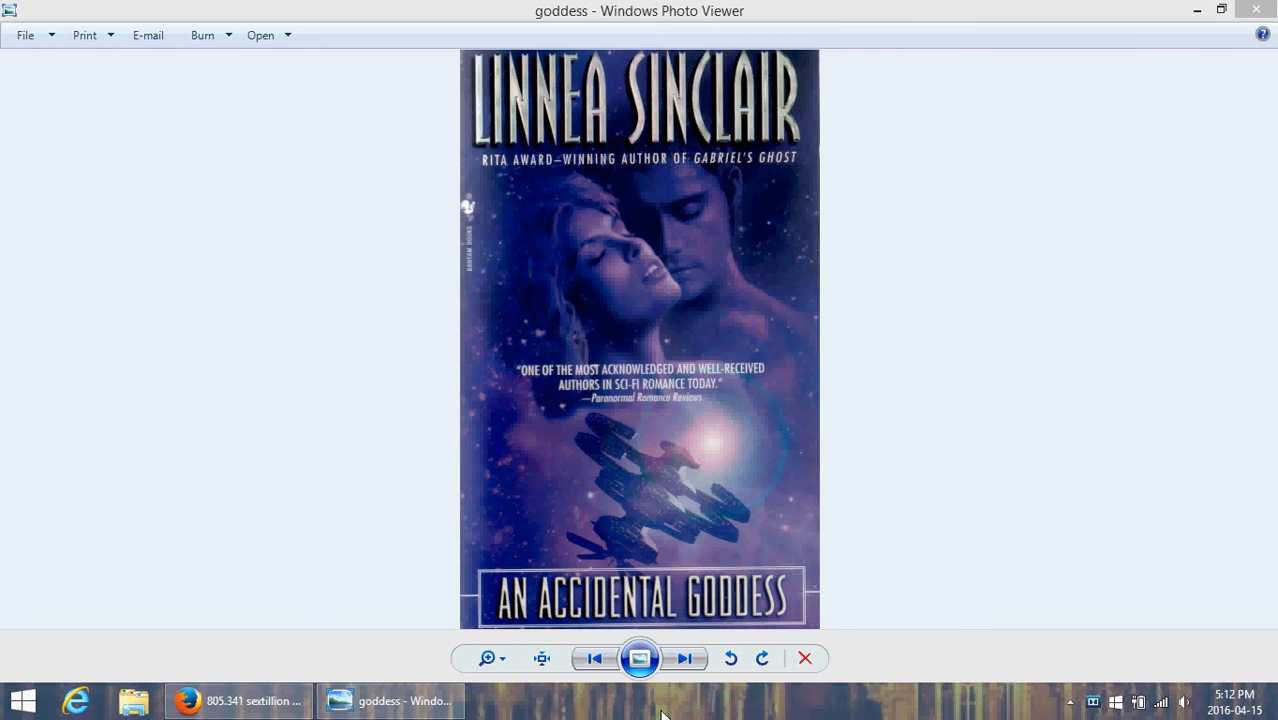 goddess - Windows Photo Viewer
File Print E-mail Burn Open
LINNEA SINCLAIR
RITA AWARD–WINNING AUTHOR OF GABRIEL'S GHOST
BANTAM BOOKS
"ONE OF THE MOST ACKNOWLEDGED AND WELL-RECEIVED
AUTHORS IN SCI-FI ROMANCE TODAY."
—Paranormal Romance Reviews
AN ACCIDENTAL GODDESS
805.341 sextillion ...
goddess - Windo...
5:12 PM
2016-04-15